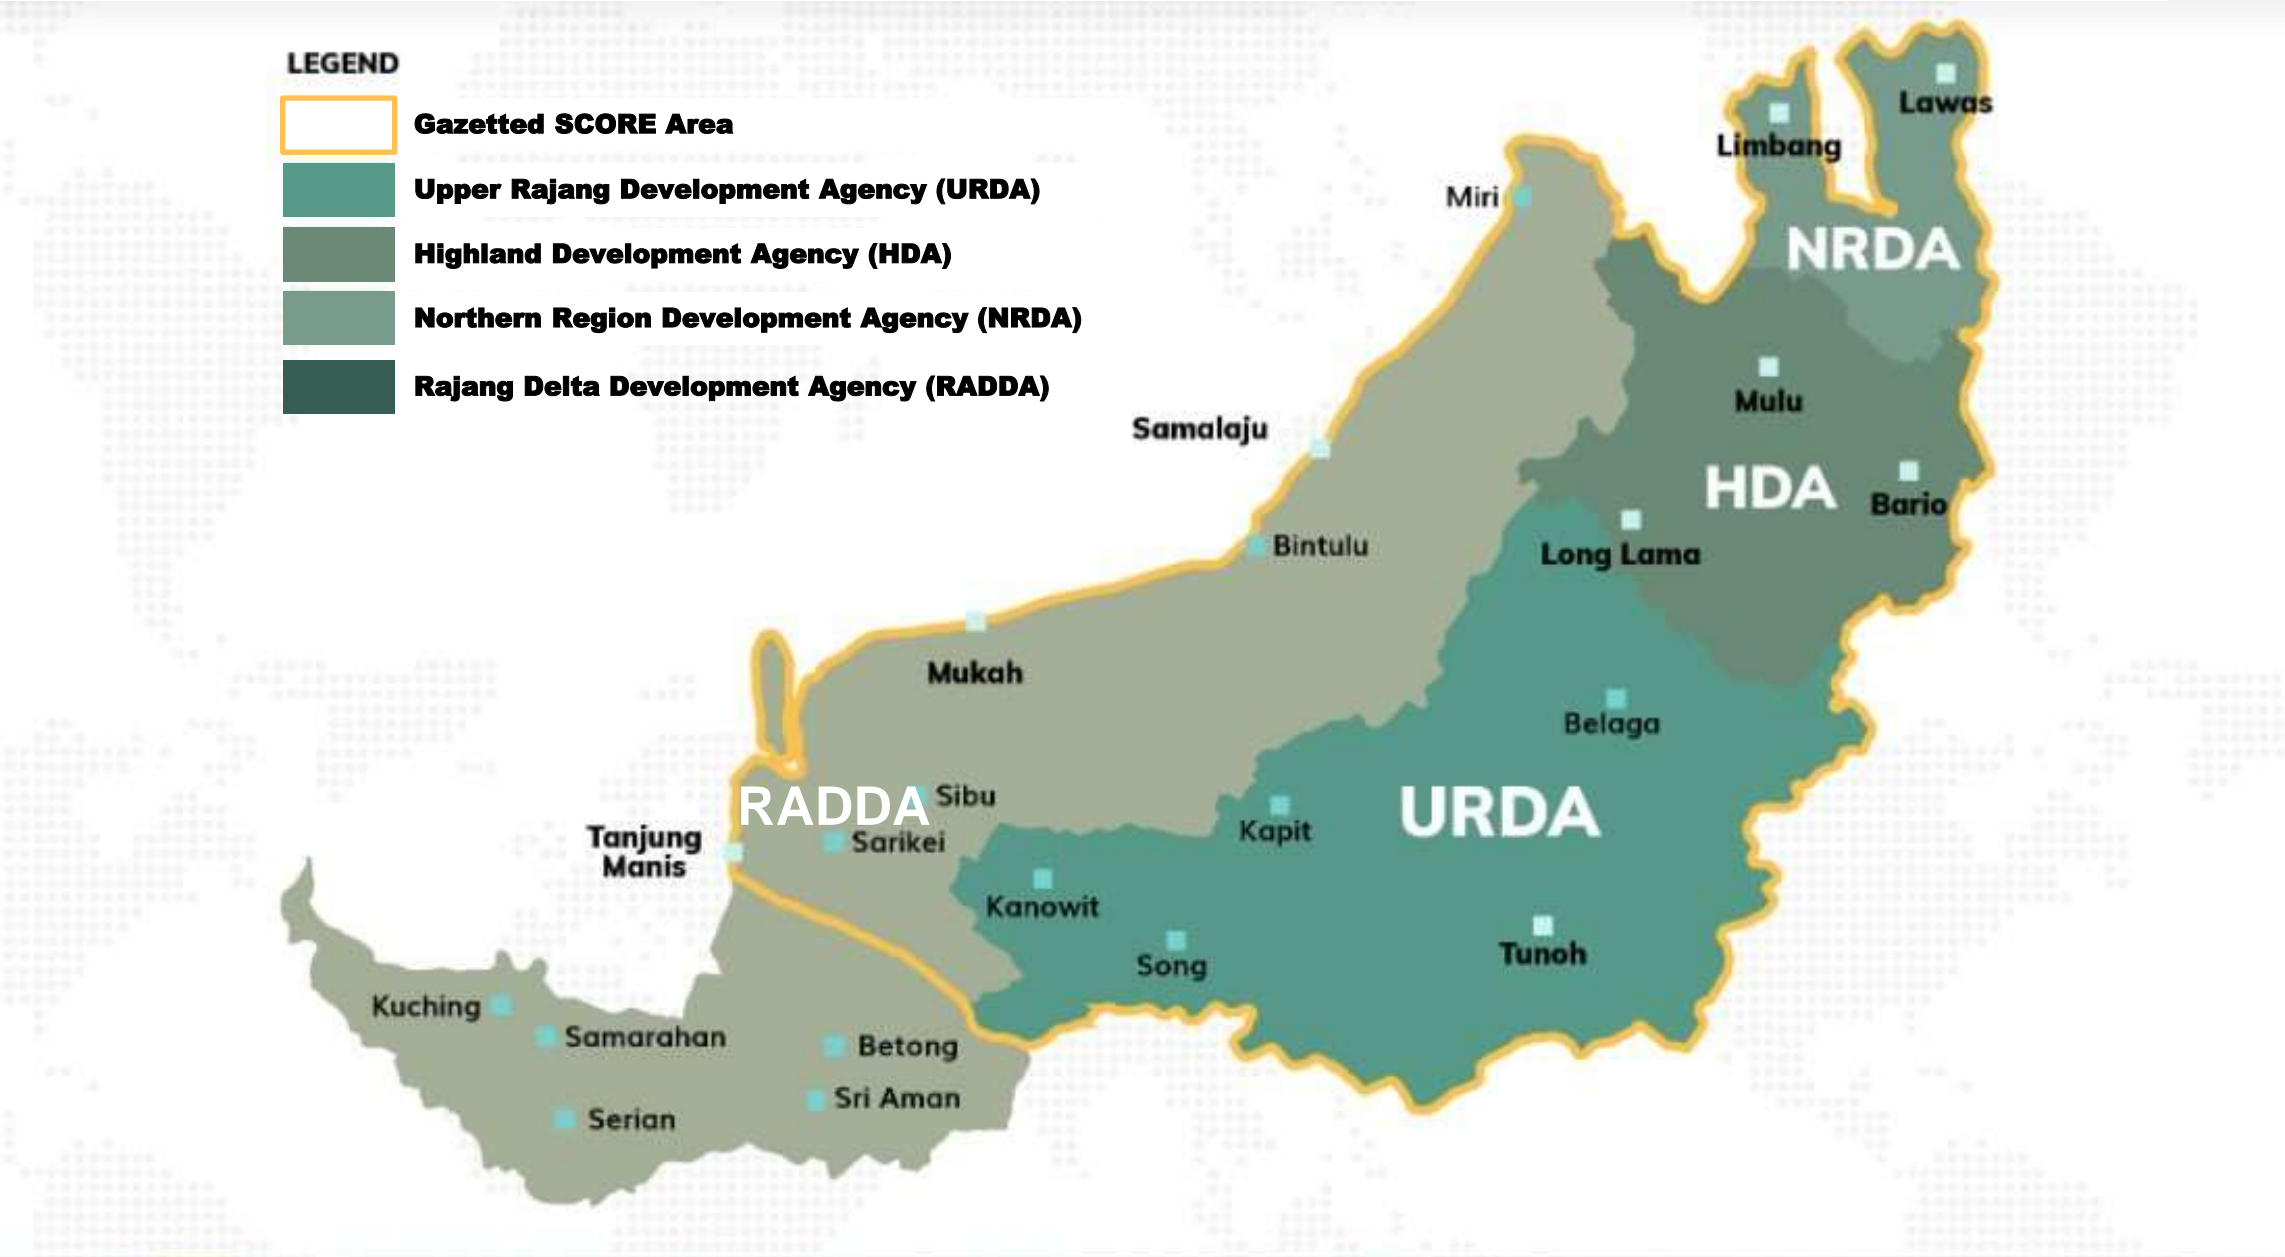 LEGEND
Gazetted SCORE Area
Upper Rajang Development Agency (URDA)
Highland Development Agency (HDA)
Northern Region Development Agency (NRDA)
Rajang Delta Development Agency (RADDA)
Lawas
Limbang
Miri
NRDA
Mulu
Samalaju
HDA
Bario
Bintulu
Long Lama
Mukah
Belaga
RADDA
Sibu
URDA
Kapit
Tanjung
Manis
Sarikei
Kanowit
Song
Tunoh
Kuching
Samarahan
Betong
Sri Aman
Serian